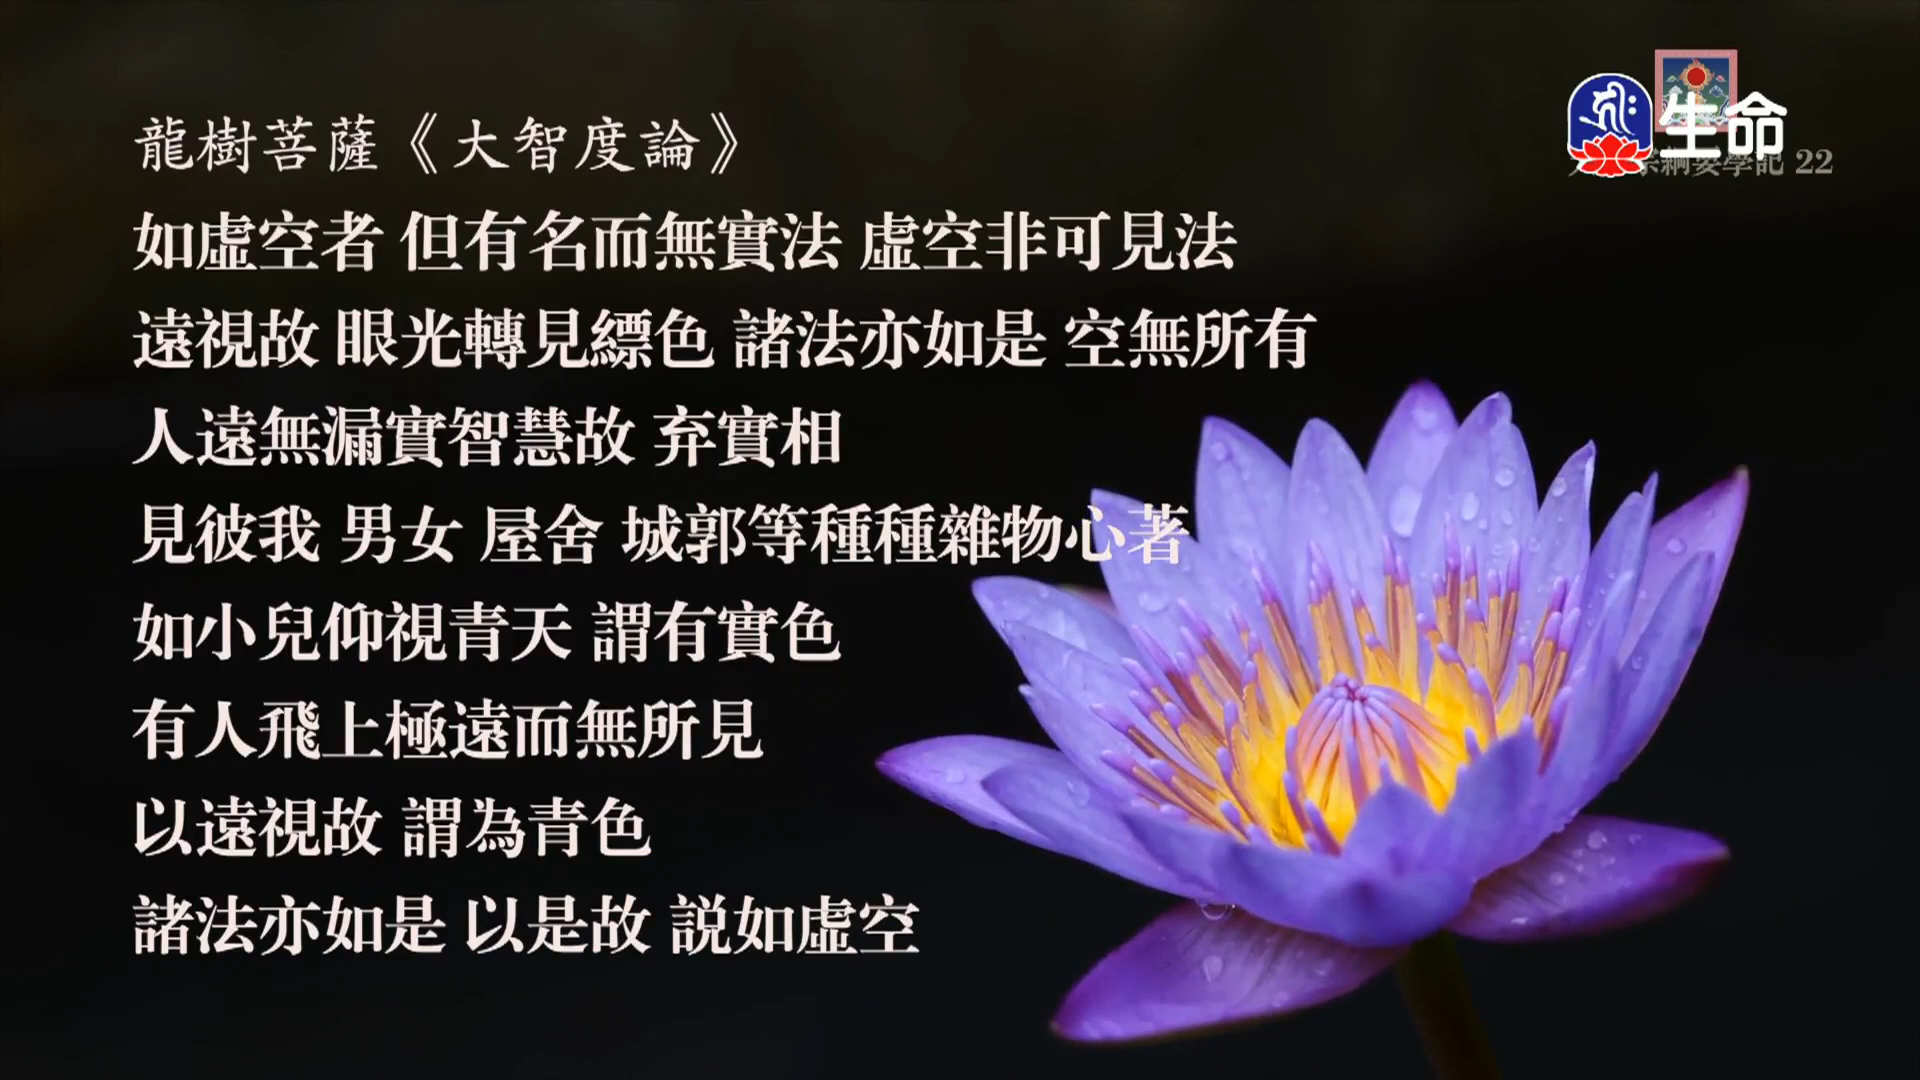 龍樹菩薩《大智度論》
如虛空者 但有名而無實法 虛空非可見法
遠視故 眼光轉見縹色 諸法亦如是 空無所有
人遠無漏實智慧故 弃實相
見彼我 男女 屋舍 城郭等種種雜物心著
如小兒仰視青天 謂有實色
有人飛上極遠而無所見
以遠視故 謂為青色
諸法亦如是 以是故 説如虛空
生命
宗綱要學記 22